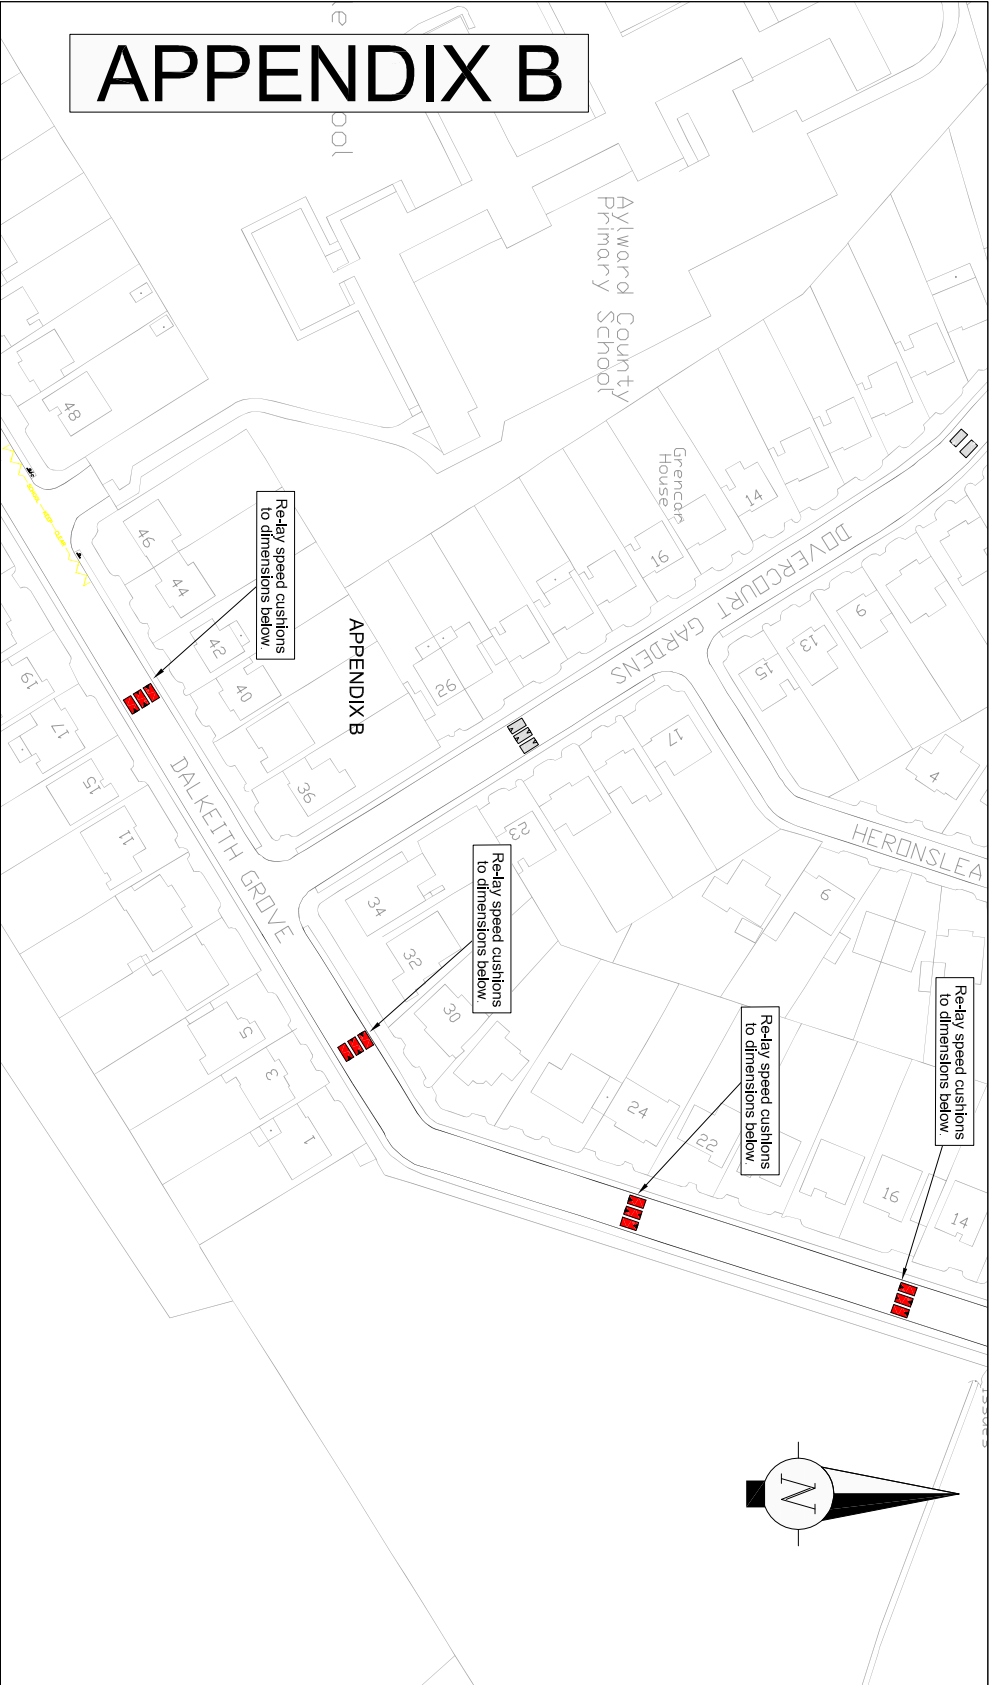 APPENDIX B
e
ool
Aylward County
Primary School
Grencar
House
14
16
DOVERCOURT GARDENS
9
13
15
17
4
HERONSLEA
6
48
46
44
42
40
36
26
Re-lay speed cushions
to dimensions below.
APPENDIX B
19
17
15
11
DALKEITH GROVE
23
34
32
30
Re-lay speed cushions
to dimensions below.
5
3
1
24
22
Re-lay speed cushions
to dimensions below.
16
14
Re-lay speed cushions
to dimensions below.
Issues
N